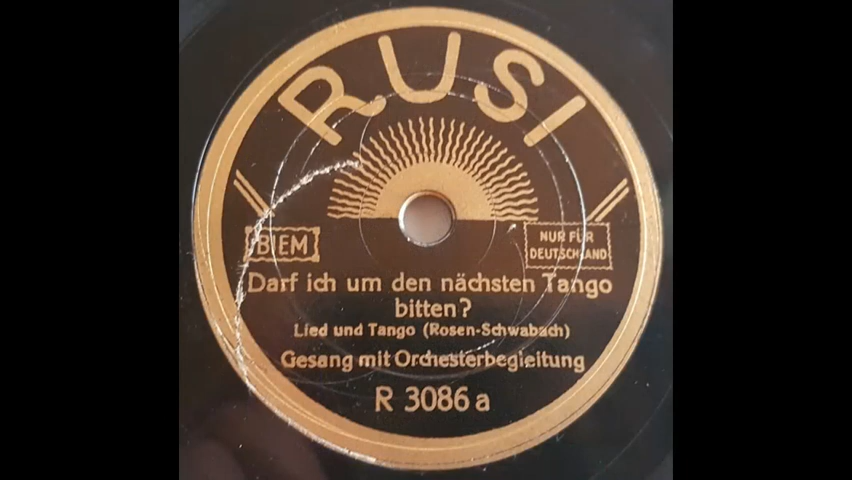 RUSI
BIEM
NUR FÜR
DEUTSCHLAND
Darf ich um den nächsten Tango
bitten?
Lied und Tango (Rosen-Schwabach)
Gesang mit Orchesterbegleitung
R 3086 a